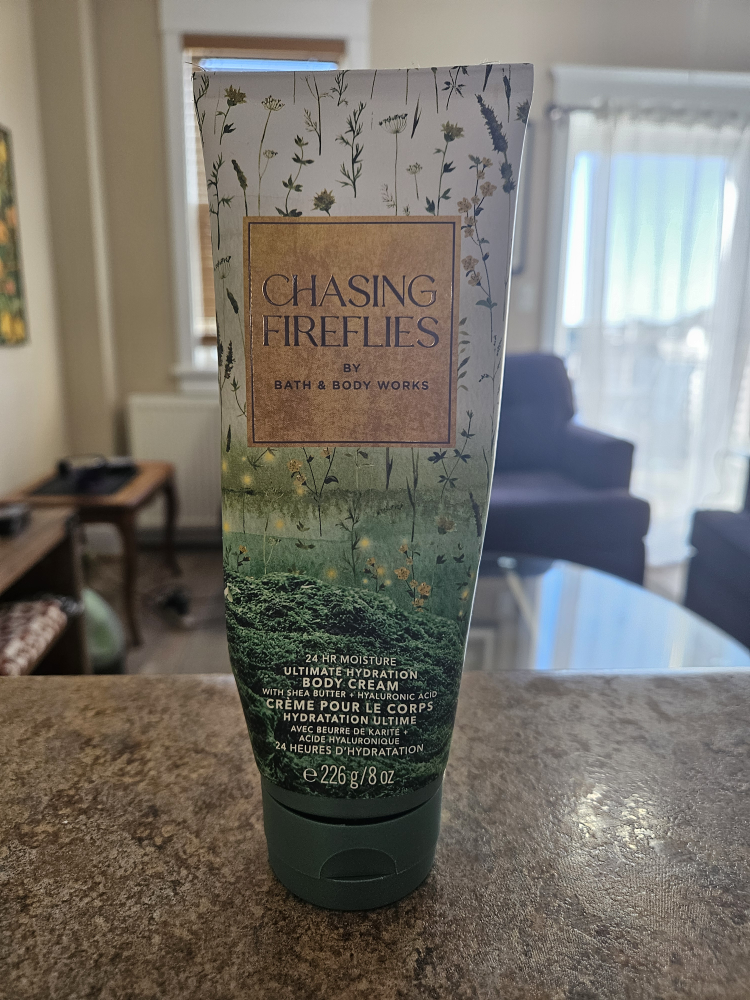 CHASING
FIREFLIES
BY
BATH & BODY WORKS
24 HR MOISTURE
ULTIMATE HYDRATION
BODY CREAM
WITH SHEA BUTTER + HYALURONIC ACID
CRÈME POUR LE CORPS
HYDRATATION ULTIME
AVEC BEURRE DE KARITÉ +
ACIDE HYALURONIQUE
24 HEURES D'HYDRATATION
℮ 226 g/8 oz